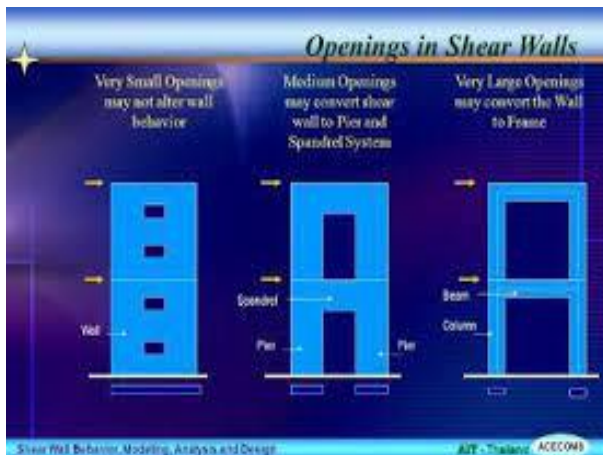 Openings in Shear Walls
Very Small Openings
may not alter wall
behavior
Medium Openings
may convert shear
wall to Pier and
Spandrel System
Very Large Openings
may convert the Wall
to Frame
Wall
Spandrel
Pier
Pier
Beam
Column
Shear Wall Behavior, Modeling, Analysis and Design
AIT - Thailand
ACECOMS